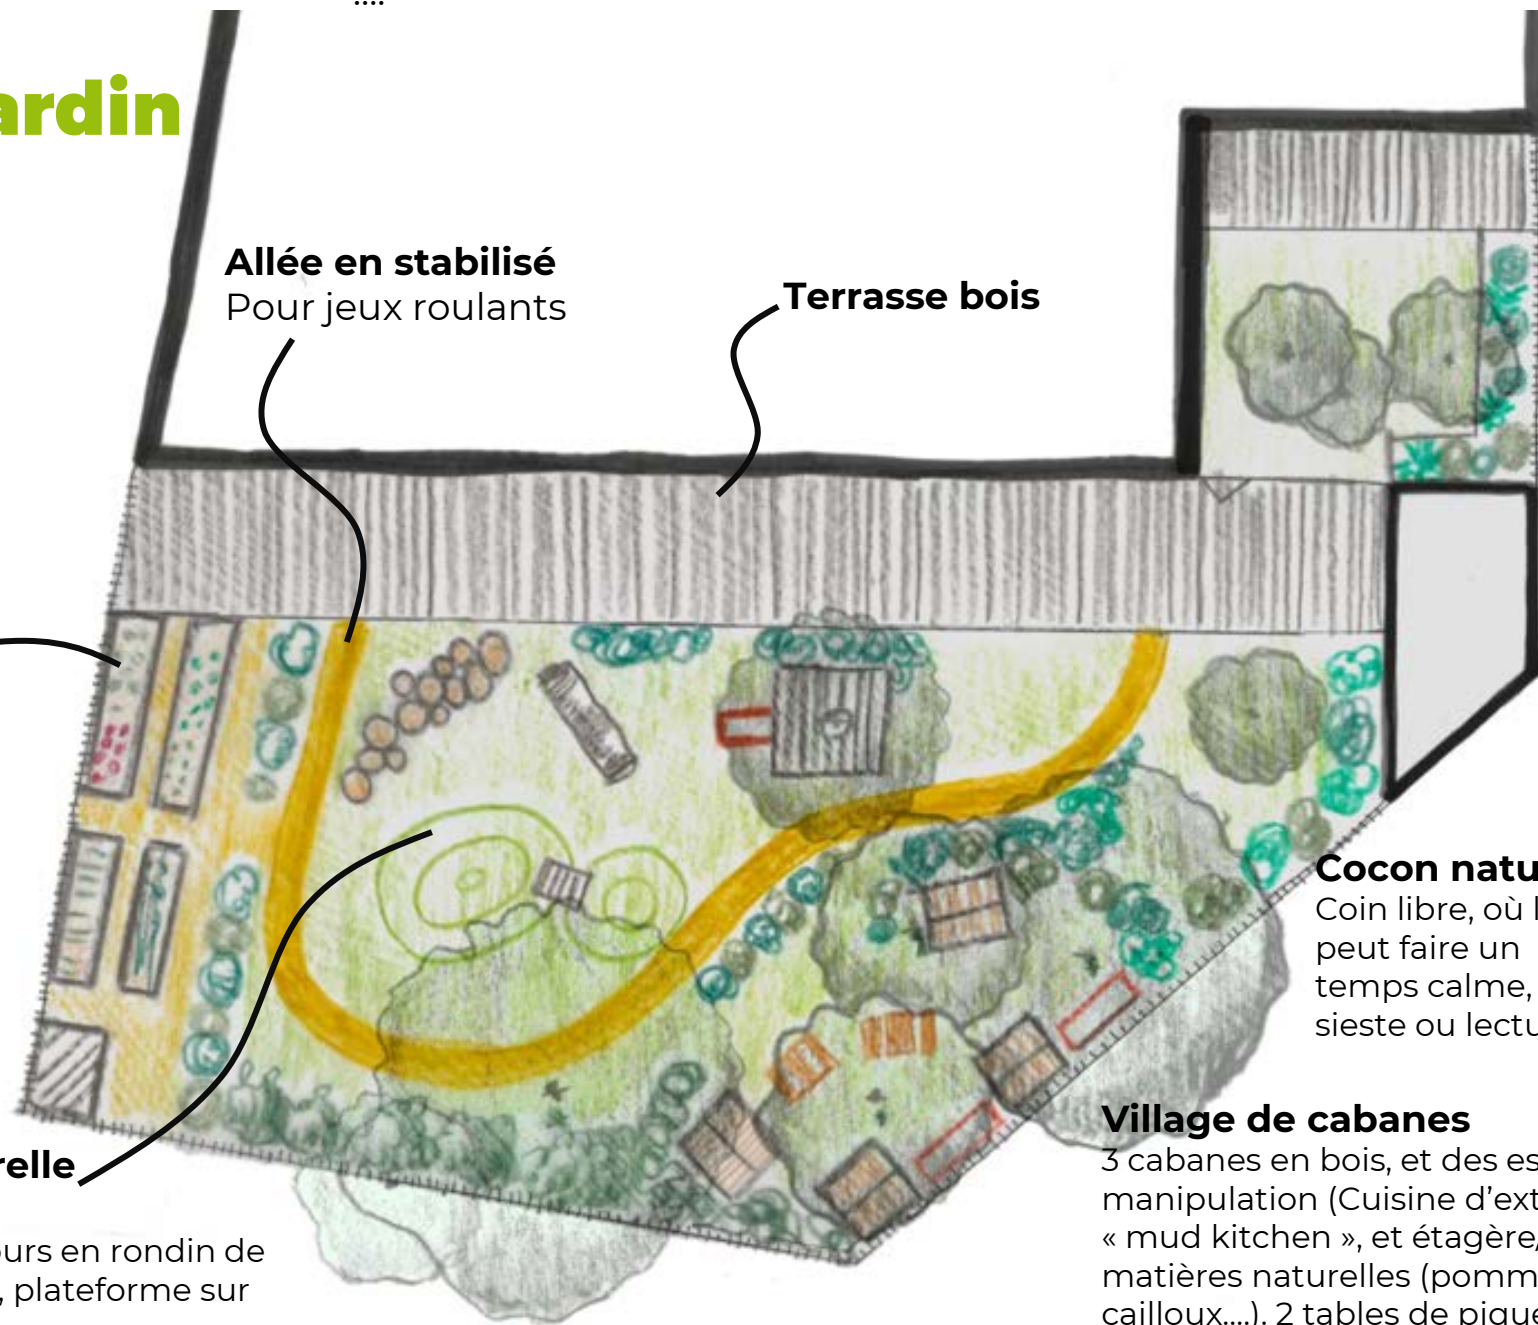 ....
ardin
Allée en stabilisé
Pour jeux roulants
Terrasse bois
Cocon natu
Coin libre, où l
peut faire un
temps calme,
sieste ou lectu
Village de cabanes
3 cabanes en bois, et des es
manipulation (Cuisine d'ext
« mud kitchen », et étagère/
matières naturelles (pomm
cailloux....). 2 tables de pique
relle
ours en rondin de
, plateforme sur